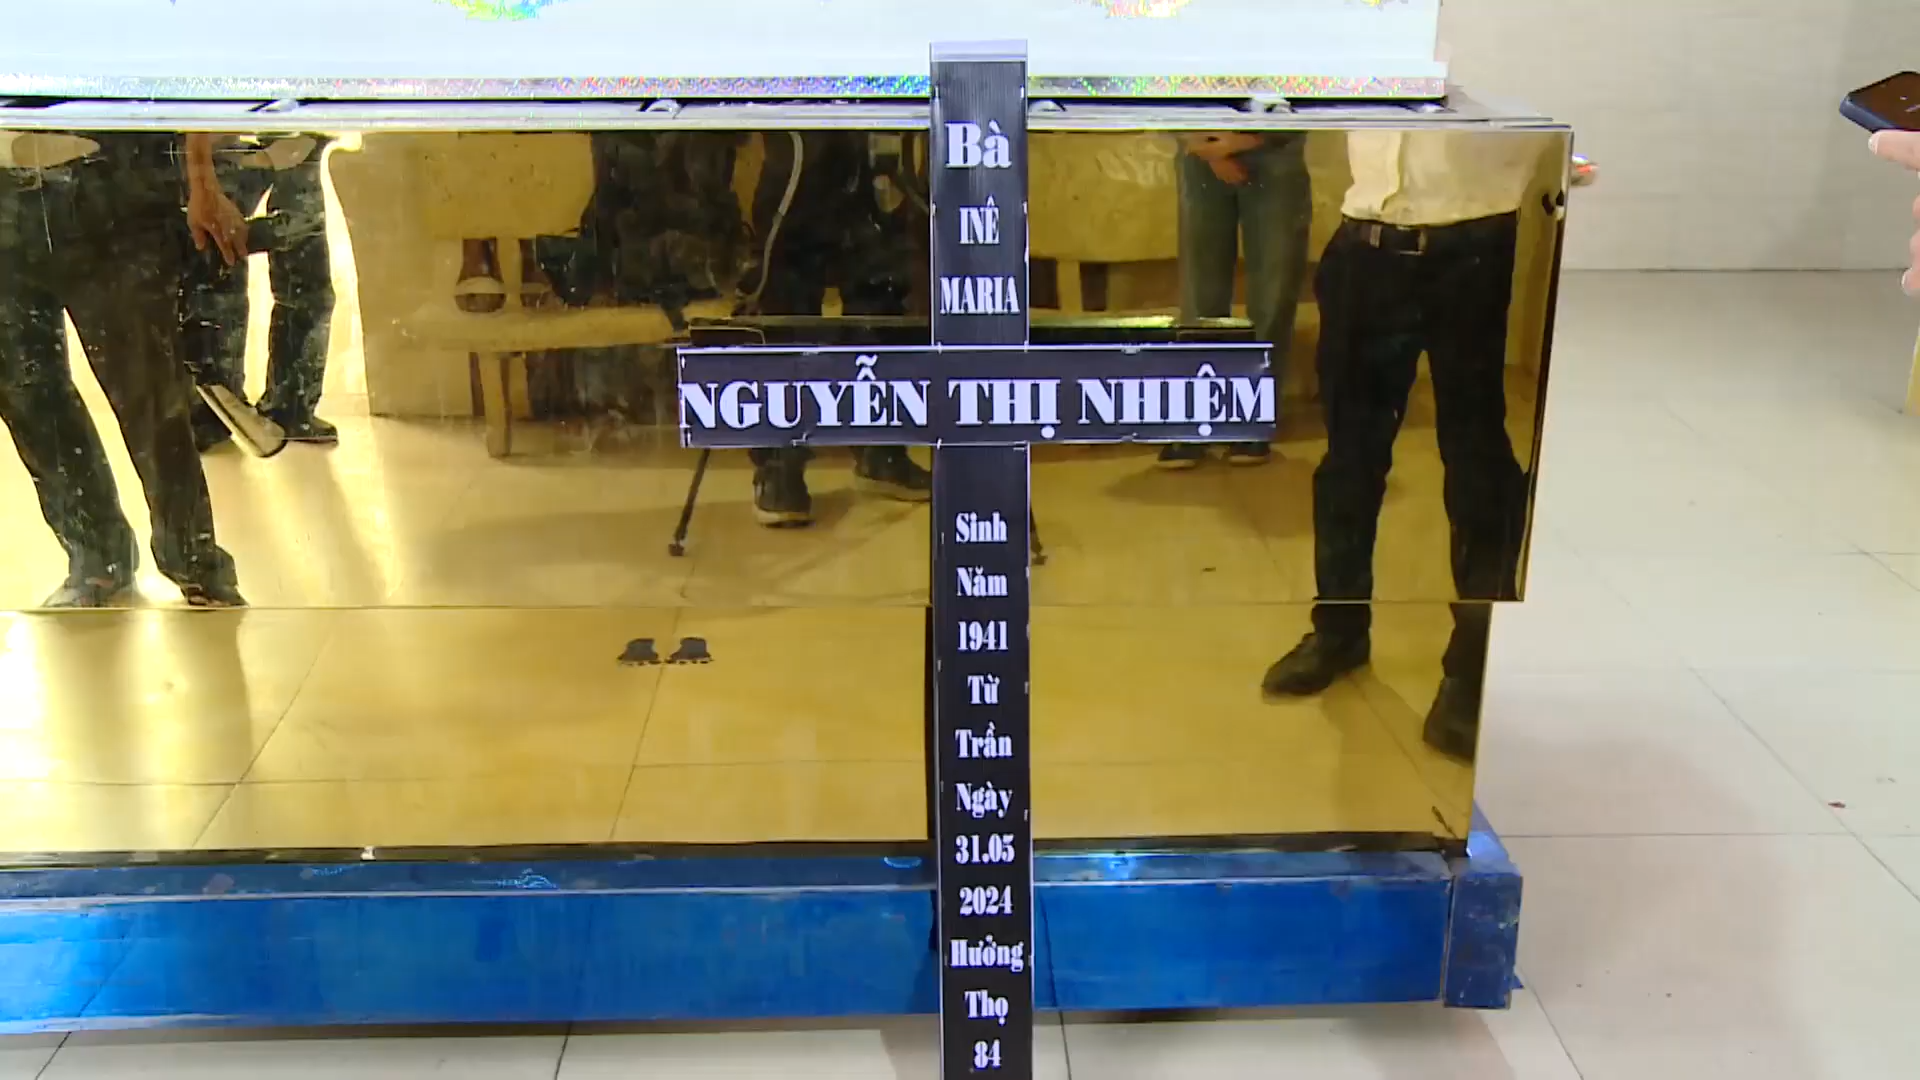 Bà
INÊ
MARIA
NGUYỄN THỊ NHIỆM
Sinh
Năm
1941
Từ
Trần
Ngày
31.05
2024
Hưởng
Thọ
84